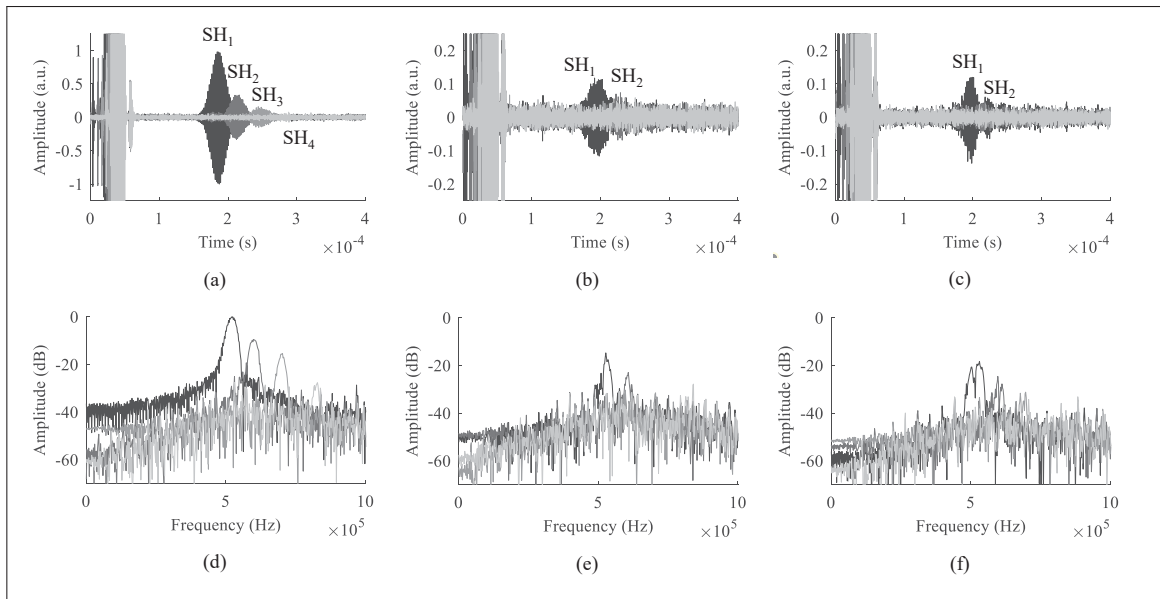 SH1
SH2
SH3
SH4
1
0.5
0
-0.5
-1
Amplitude (a.u.)
0 1 2 3 4
Time (s)
×10-4
(a)
SH1
SH2
0.2
0.1
0
-0.1
-0.2
Amplitude (a.u.)
0 1 2 3 4
Time (s)
×10-4
(b)
SH1
SH2
0.2
0.1
0
-0.1
-0.2
Amplitude (a.u.)
0 1 2 3 4
Time (s)
×10-4
(c)
0
-20
-40
-60
Amplitude (dB)
0 5 10
Frequency (Hz)
×105
(d)
0
-20
-40
-60
Amplitude (dB)
0 5 10
Frequency (Hz)
×105
(e)
0
-20
-40
-60
Amplitude (dB)
0 5 10
Frequency (Hz)
×105
(f)